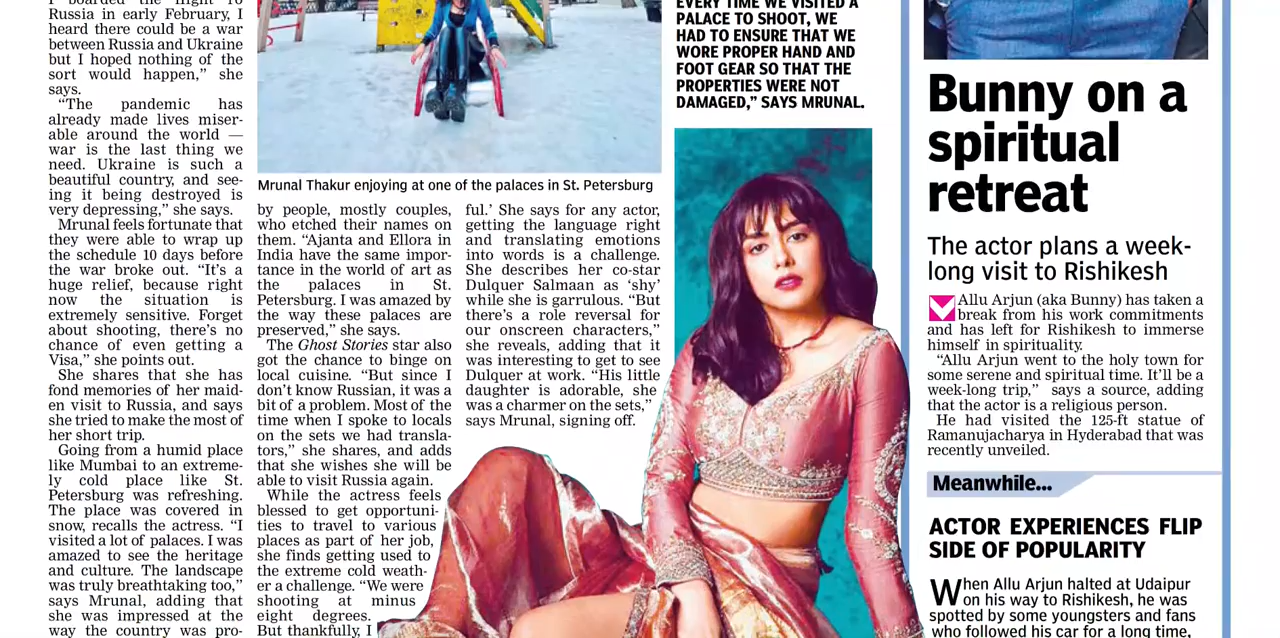 I boarded the flight to
Russia in early February, I
heard there could be a war
between Russia and Ukraine
but I hoped nothing of the
sort would happen,” she
says.
“The pandemic has
already made lives miser-
able around the world —
war is the last thing we
need. Ukraine is such a
beautiful country, and see-
ing it being destroyed is
very depressing,” she says.
Mrunal feels fortunate that
they were able to wrap up
the schedule 10 days before
the war broke out. “It’s a
huge relief, because right
now the situation is
extremely sensitive. Forget
about shooting, there’s no
chance of even getting a
Visa,” she points out.
She shares that she has
fond memories of her maid-
en visit to Russia, and says
she tried to make the most of
her short trip.
Going from a humid place
like Mumbai to an extreme-
ly cold place like St.
Petersburg was refreshing.
The place was covered in
snow, recalls the actress. “I
visited a lot of palaces. I was
amazed to see the heritage
and culture. The landscape
was truly breathtaking too,”
says Mrunal, adding that
she was impressed at the
way the country was pro-
Mrunal Thakur enjoying at one of the palaces in St. Petersburg
by people, mostly couples,
who etched their names on
them. “Ajanta and Ellora in
India have the same impor-
tance in the world of art as
the palaces in St.
Petersburg. I was amazed by
the way these palaces are
preserved,” she says.
The Ghost Stories star also
got the chance to binge on
local cuisine. “But since I
don’t know Russian, it was a
bit of a problem. Most of the
time when I spoke to locals
on the sets we had transla-
tors,” she shares, and adds
that she wishes she will be
able to visit Russia again.
While the actress feels
blessed to get opportuni-
ties to travel to various
places as part of her job,
she finds getting used to
the extreme cold weath-
er a challenge. “We were
shooting at minus
eight degrees.
But thankfully, I
ful.’ She says for any actor,
getting the language right
and translating emotions
into words is a challenge.
She describes her co-star
Dulquer Salmaan as ‘shy’
while she is garrulous. “But
there’s a role reversal for
our onscreen characters,”
she reveals, adding that it
was interesting to get to see
Dulquer at work. “His little
daughter is adorable, she
was a charmer on the sets,”
says Mrunal, signing off.
EVERY TIME WE VISITED A
PALACE TO SHOOT, WE
HAD TO ENSURE THAT WE
WORE PROPER HAND AND
FOOT GEAR SO THAT THE
PROPERTIES WERE NOT
DAMAGED,” SAYS MRUNAL.
Bunny on a
spiritual
retreat
The actor plans a week-
long visit to Rishikesh
Allu Arjun (aka Bunny) has taken a
break from his work commitments
and has left for Rishikesh to immerse
himself in spirituality.
“Allu Arjun went to the holy town for
some serene and spiritual time. It’ll be a
week-long trip,” says a source, adding
that the actor is a religious person.
He had visited the 125-ft statue of
Ramanujacharya in Hyderabad that was
recently unveiled.
Meanwhile...
ACTOR EXPERIENCES FLIP
SIDE OF POPULARITY
When Allu Arjun halted at Udaipur
on his way to Rishikesh, he was
spotted by some youngsters and fans
who followed his car for a long time.